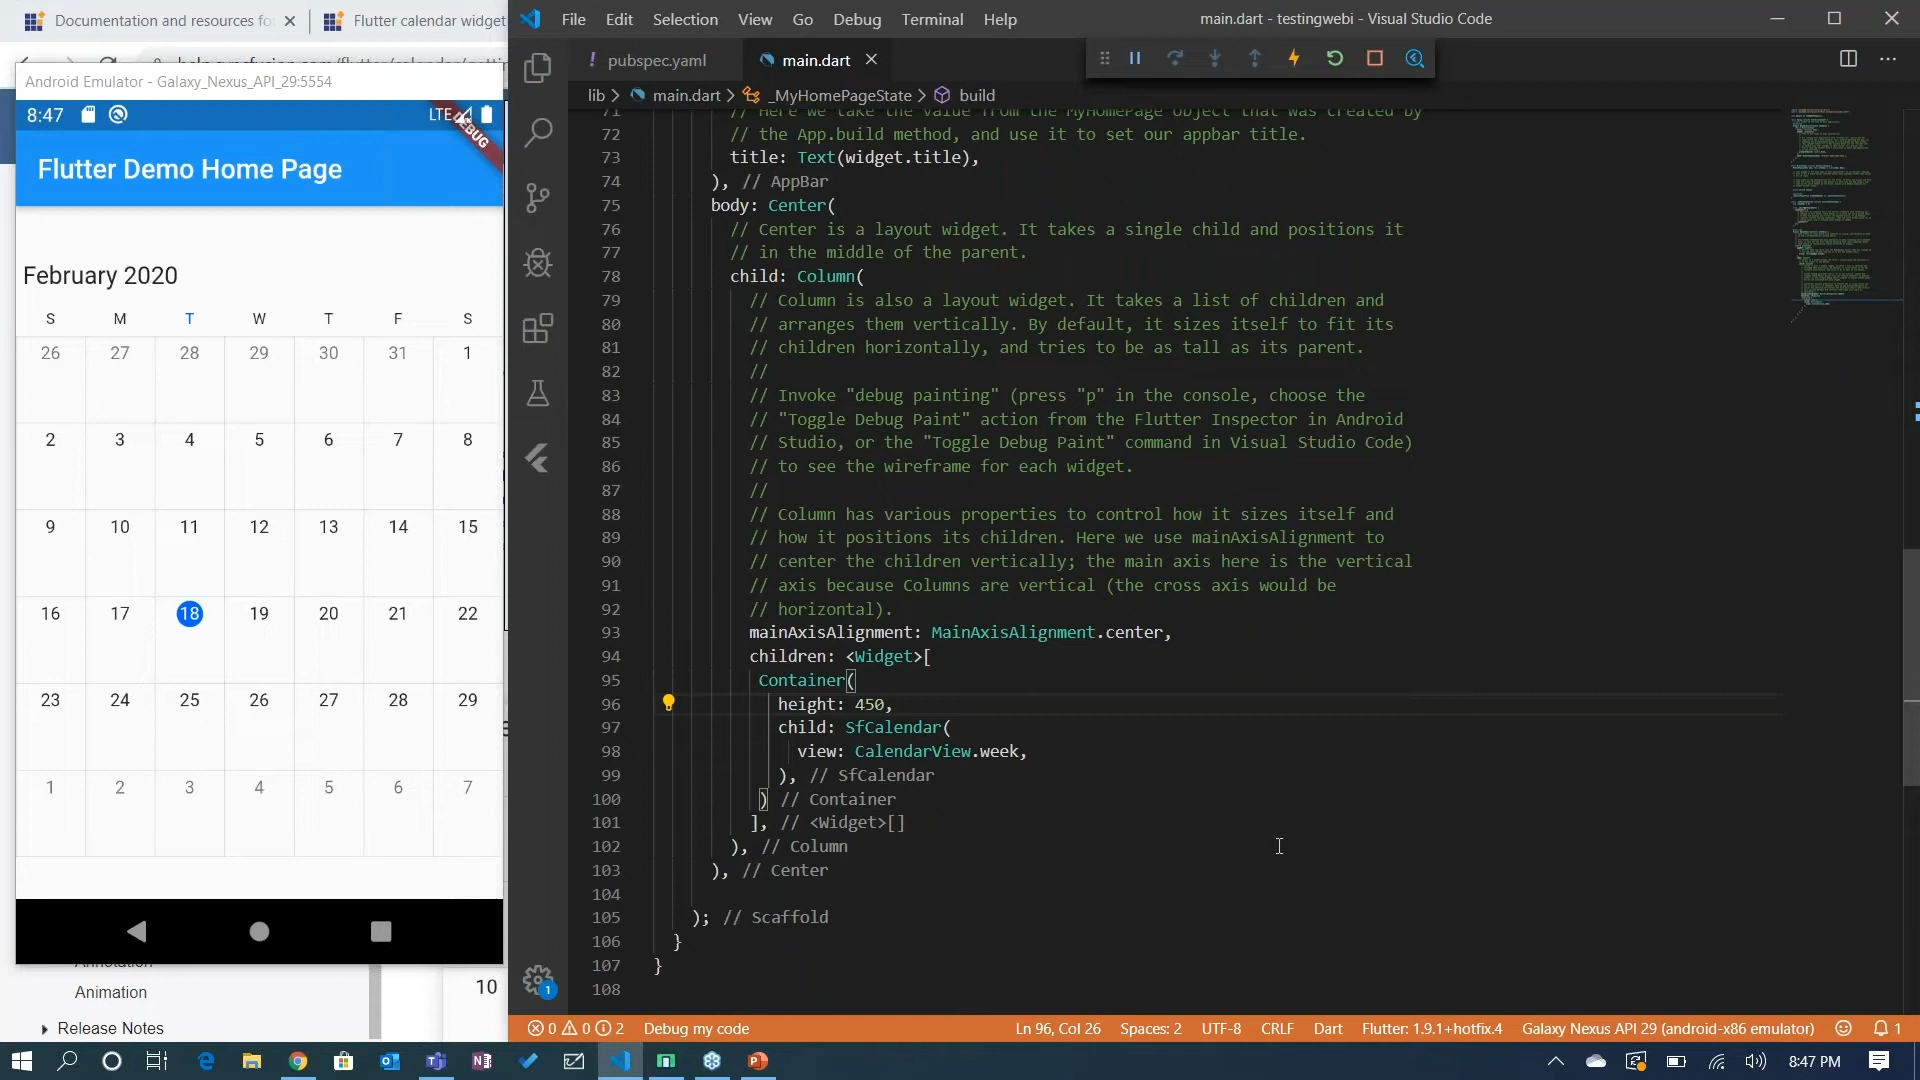 Documentation and resources fo
Flutter calendar widget
Android Emulator - Galaxy_Nexus_API_29:5554
8:47
LTE
DEBUG
Flutter Demo Home Page
February 2020
S M T W T F S
26 27 28 29 30 31 1
2 3 4 5 6 7 8
9 10 11 12 13 14 15
16 17 18 19 20 21 22
23 24 25 26 27 28 29
1 2 3 4 5 6 7
Animation
Release Notes
10
File Edit Selection View Go Debug Terminal Help
main.dart - testingwebi - Visual Studio Code
! pubspec.yaml
main.dart
lib > main.dart > _MyHomePageState > build
71 // Here we take the value from the MyHomePage object that was created by
72 // the App.build method, and use it to set our appbar title.
73 title: Text(widget.title),
74 ), // AppBar
75 body: Center(
76 // Center is a layout widget. It takes a single child and positions it
77 // in the middle of the parent.
78 child: Column(
79 // Column is also a layout widget. It takes a list of children and
80 // arranges them vertically. By default, it sizes itself to fit its
81 // children horizontally, and tries to be as tall as its parent.
82 //
83 // Invoke "debug painting" (press "p" in the console, choose the
84 // "Toggle Debug Paint" action from the Flutter Inspector in Android
85 // Studio, or the "Toggle Debug Paint" command in Visual Studio Code)
86 // to see the wireframe for each widget.
87 //
88 // Column has various properties to control how it sizes itself and
89 // how it positions its children. Here we use mainAxisAlignment to
90 // center the children vertically; the main axis here is the vertical
91 // axis because Columns are vertical (the cross axis would be
92 // horizontal).
93 mainAxisAlignment: MainAxisAlignment.center,
94 children: <Widget>[
95 Container(
96 height: 450,
97 child: SfCalendar(
98 view: CalendarView.week,
99 ), // SfCalendar
100 ) // Container
101 ], // <Widget>[]
102 ), // Column
103 ), // Center
104
105 ); // Scaffold
106 }
107 }
108
1
0 0 2 Debug my code
Ln 96, Col 26 Spaces: 2 UTF-8 CRLF Dart Flutter: 1.9.1+hotfix.4 Galaxy Nexus API 29 (android-x86 emulator) 1
8:47 PM